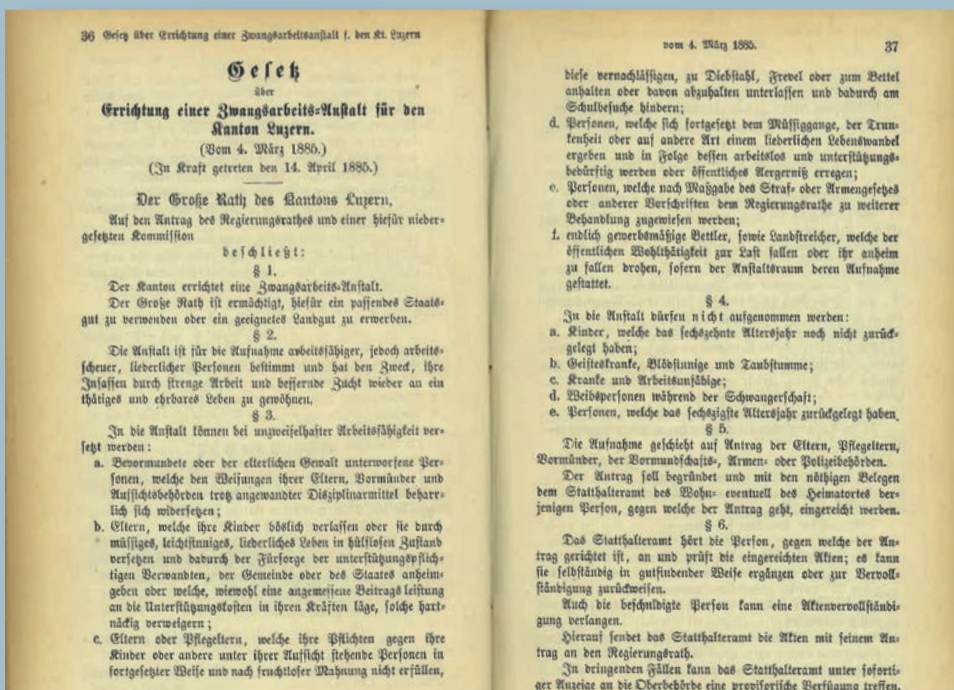 36 Gesetz über Errichtung einer Zwangsarbeitsanstalt f. den Kt. Luzern
Gesetz
über
Errichtung einer Zwangsarbeits-Anstalt für den
Kanton Luzern.
(Vom 4. März 1885.)
(In Kraft getreten den 14. April 1885.)
Der Große Rath des Kantons Luzern,
Auf den Antrag des Regierungsrathes und einer hiefür nieder-
gesetzten Kommission
beschließt:
§ 1.
Der Kanton errichtet eine Zwangsarbeits-Anstalt.
Der Große Rath ist ermächtigt, hiefür ein passendes Staats-
gut zu verwenden oder ein geeignetes Landgut zu erwerben.
§ 2.
Die Anstalt ist für die Aufnahme arbeitsfähiger, jedoch arbeits-
scheuer, liederlicher Personen bestimmt und hat den Zweck, ihre
Insassen durch strenge Arbeit und bessernde Zucht wieder an ein
thätiges und ehrbares Leben zu gewöhnen.
§ 3.
In die Anstalt können bei unzweifelhafter Arbeitsfähigkeit ver-
setzt werden:
a. Bevormundete oder der elterlichen Gewalt unterworfene Per-
sonen, welche den Weisungen ihrer Eltern, Vormünder und
Aufsichtsbehörden trotz angewandter Disziplinarmittel beharr-
lich sich widersetzen;
b. Eltern, welche ihre Kinder böslich verlassen oder sie durch
müssiges, leichtsinniges, liederliches Leben in hülflosen Zustand
versetzen und dadurch der Fürsorge der unterstützungspflich-
tigen Verwandten, der Gemeinde oder des Staates anheim-
geben oder welche, wiewohl eine angemessene Beitragsleistung
an die Unterstützungskosten in ihren Kräften läge, solche hart-
näckig verweigern;
c. Eltern oder Pflegeltern, welche ihre Pflichten gegen ihre
Kinder oder andere unter ihrer Aufsicht stehende Personen in
fortgesetzter Weise und nach fruchtloser Mahnung nicht erfüllen,
vom 4. März 1885. 37
diese vernachlässigen, zu Diebstahl, Frevel oder zum Bettel
anhalten oder davon abzuhalten unterlassen und dadurch am
Schulbesuche hindern;
d. Personen, welche sich fortgesetzt dem Müssiggange, der Trun-
kenheit oder auf andere Art einem liederlichen Lebenswandel
ergeben und in Folge dessen arbeitslos und unterstützungs-
bedürftig werden oder öffentliches Aergerniß erregen;
e. Personen, welche nach Maßgabe des Straf- oder Armengesetzes
oder anderer Vorschriften dem Regierungsrathe zu weiterer
Behandlung zugewiesen werden;
f. endlich gewerbsmäßige Bettler, sowie Landstreicher, welche der
öffentlichen Wohlthätigkeit zur Last fallen oder ihr anheim
zu fallen drohen, sofern der Anstaltsraum deren Aufnahme
gestattet.
§ 4.
In die Anstalt dürfen nicht aufgenommen werden:
a. Kinder, welche das sechszehnte Altersjahr noch nicht zurück-
gelegt haben;
b. Geisteskranke, Blödsinnige und Taubstumme;
c. Kranke und Arbeitsunfähige;
d. Weibspersonen während der Schwangerschaft;
e. Personen, welche das sechszigste Altersjahr zurückgelegt haben.
§ 5.
Die Aufnahme geschieht auf Antrag der Eltern, Pflegeltern,
Vormünder, der Vormundschafts-, Armen- oder Polizeibehörden.
Der Antrag soll begründet und mit den nöthigen Belegen
dem Statthalteramt des Wohn- eventuell des Heimatortes der-
jenigen Person, gegen welche der Antrag geht, eingereicht werden.
§ 6.
Das Statthalteramt hört die Person, gegen welche der An-
trag gerichtet ist, an und prüft die eingereichten Akten; es kann
sie selbständig in gutfindender Weise ergänzen oder zur Vervoll-
ständigung zurückweisen.
Auch die beschuldigte Person kann eine Aktenvervollständi-
gung verlangen.
Hierauf sendet das Statthalteramt die Akten mit seinem An-
trag an den Regierungsrath.
In dringenden Fällen kann das Statthalteramt unter soforti-
ger Anzeige an die Oberbehörde eine provisorische Verfügung treffen.